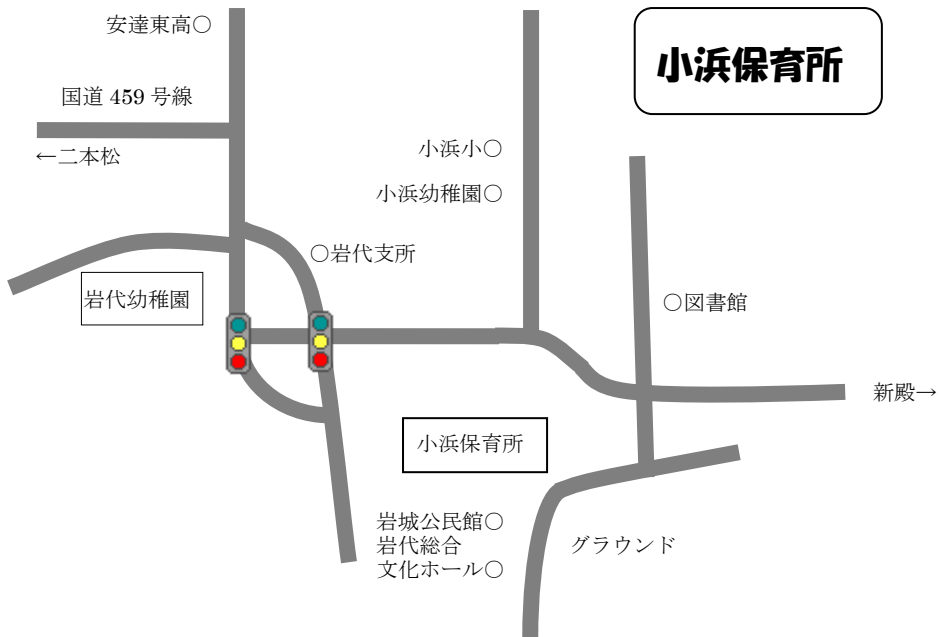 安達東高○
小浜保育所
国道 459 号線
←二本松
小浜小○
小浜幼稚園○
○岩代支所
岩代幼稚園
○図書館
新殿→
小浜保育所
岩城公民館○
岩代総合
文化ホール○
グラウンド